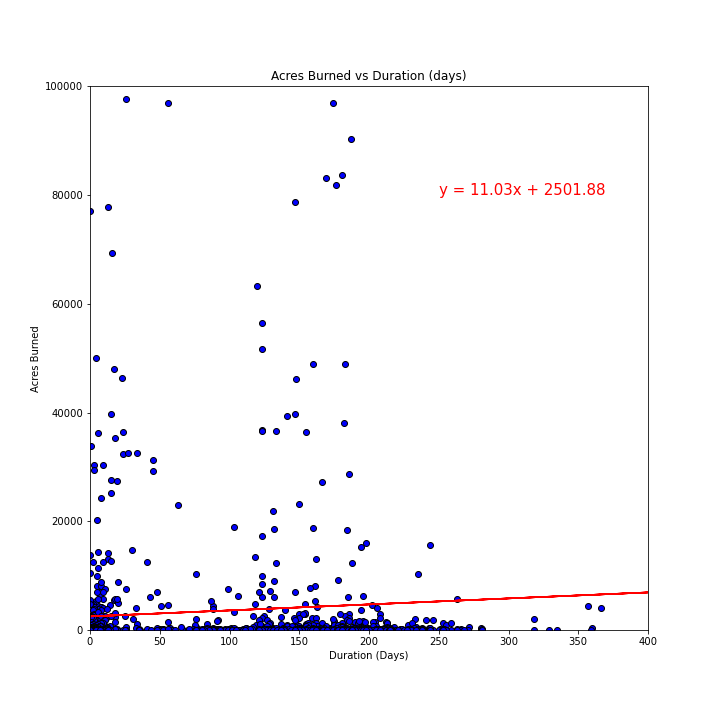 Acres Burned vs Duration (days)
100000
80000
60000
40000
20000
0
Acres Burned
y = 11.03x + 2501.88
0 50 100 150 200 250 300 350 400
Duration (Days)